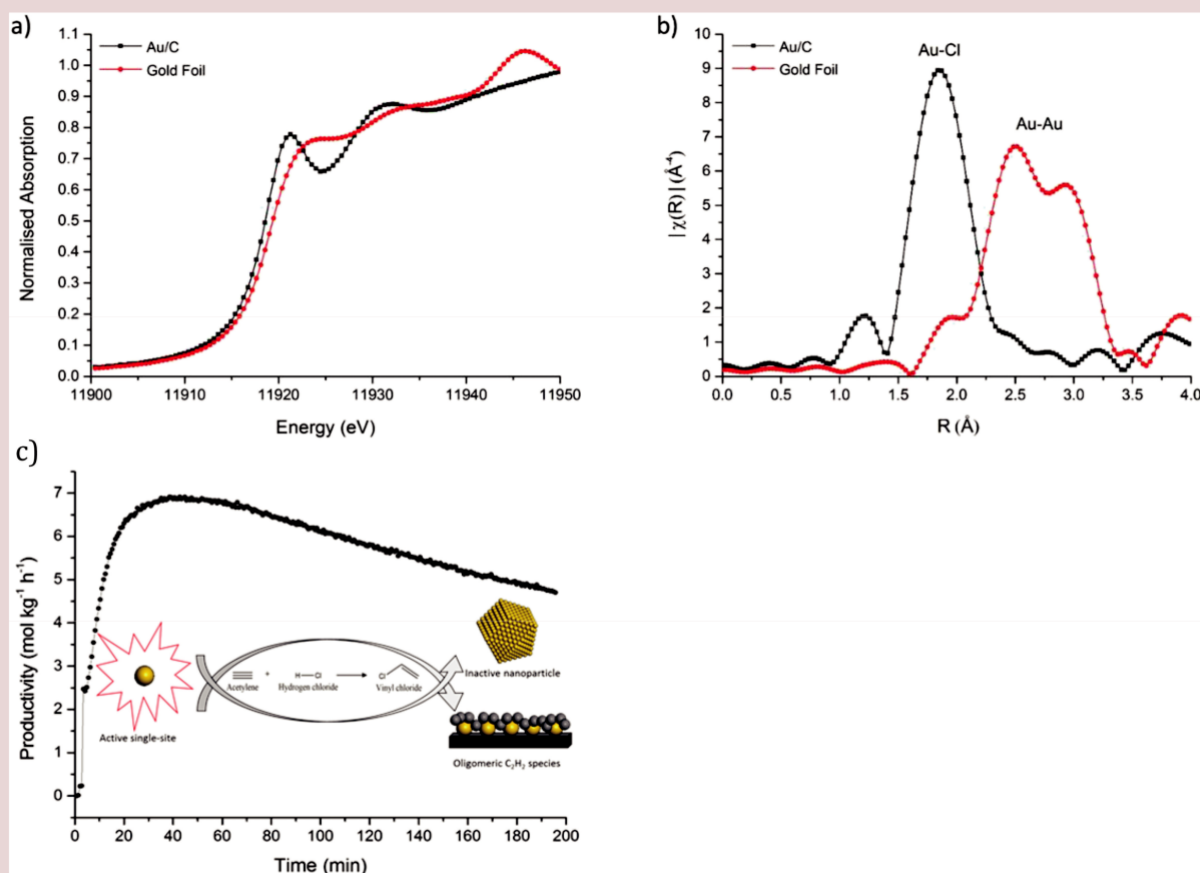 a)
Au/C
Gold Foil
Normalised Absorption
1.1
1.0
0.9
0.8
0.7
0.6
0.5
0.4
0.3
0.2
0.1
0.0
11900 11910 11920 11930 11940 11950
Energy (eV)
b)
Au/C
Gold Foil
Au-Cl
Au-Au
|χ(R)| (Å⁻⁴)
10
9
8
7
6
5
4
3
2
1
0
0.0 0.5 1.0 1.5 2.0 2.5 3.0 3.5 4.0
R (Å)
c)
Productivity (mol kg⁻¹ h⁻¹)
7
6
5
4
3
2
1
0
Active single-site
Acetylene
+
H Cl
Hydrogen chloride
Cl
Vinyl chloride
Inactive nanoparticle
Oligomeric C₂H₂ species
0 20 40 60 80 100 120 140 160 180 200
Time (min)